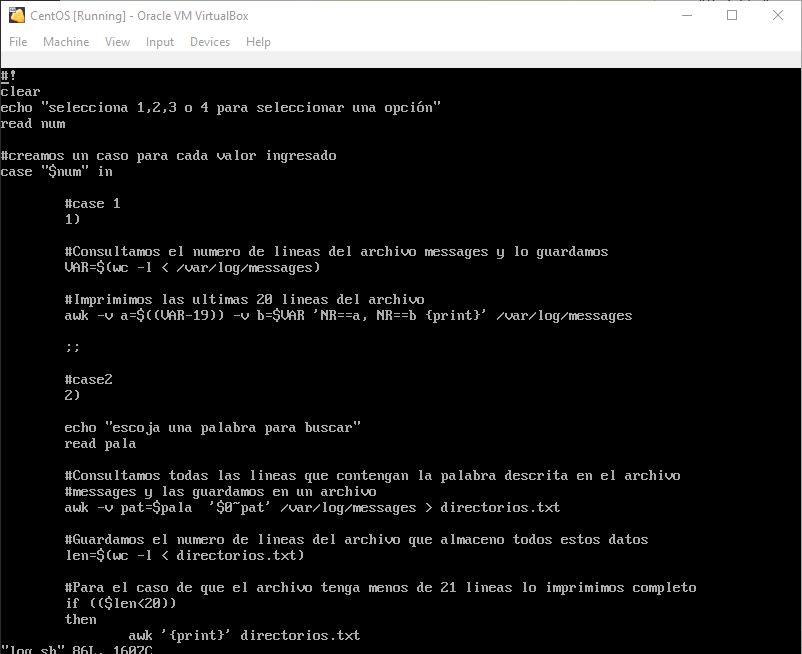 CentOS [Running] - Oracle VM VirtualBox
File Machine View Input Devices Help
#!
clear
echo "selecciona 1,2,3 o 4 para seleccionar una opción"
read num
#creamos un caso para cada valor ingresado
case "$num" in
#case 1
1)
#Consultamos el numero de lineas del archivo messages y lo guardamos
VAR=$(wc -l < /var/log/messages)
#Imprimimos las ultimas 20 lineas del archivo
awk -v a=$((VAR-19)) -v b=$VAR 'NR==a, NR==b {print}' /var/log/messages
;;
#case2
2)
echo "escoja una palabra para buscar"
read pala
#Consultamos todas las lineas que contengan la palabra descrita en el archivo
#messages y las guardamos en un archivo
awk -v pat=$pala  '$0~pat' /var/log/messages > directorios.txt
#Guardamos el numero de lineas del archivo que almaceno todos estos datos
len=$(wc -l < directorios.txt)
#Para el caso de que el archivo tenga menos de 21 lineas lo imprimimos completo
if (($len<20))
then
awk '{print}' directorios.txt
"log.sh" 86L, 1607C